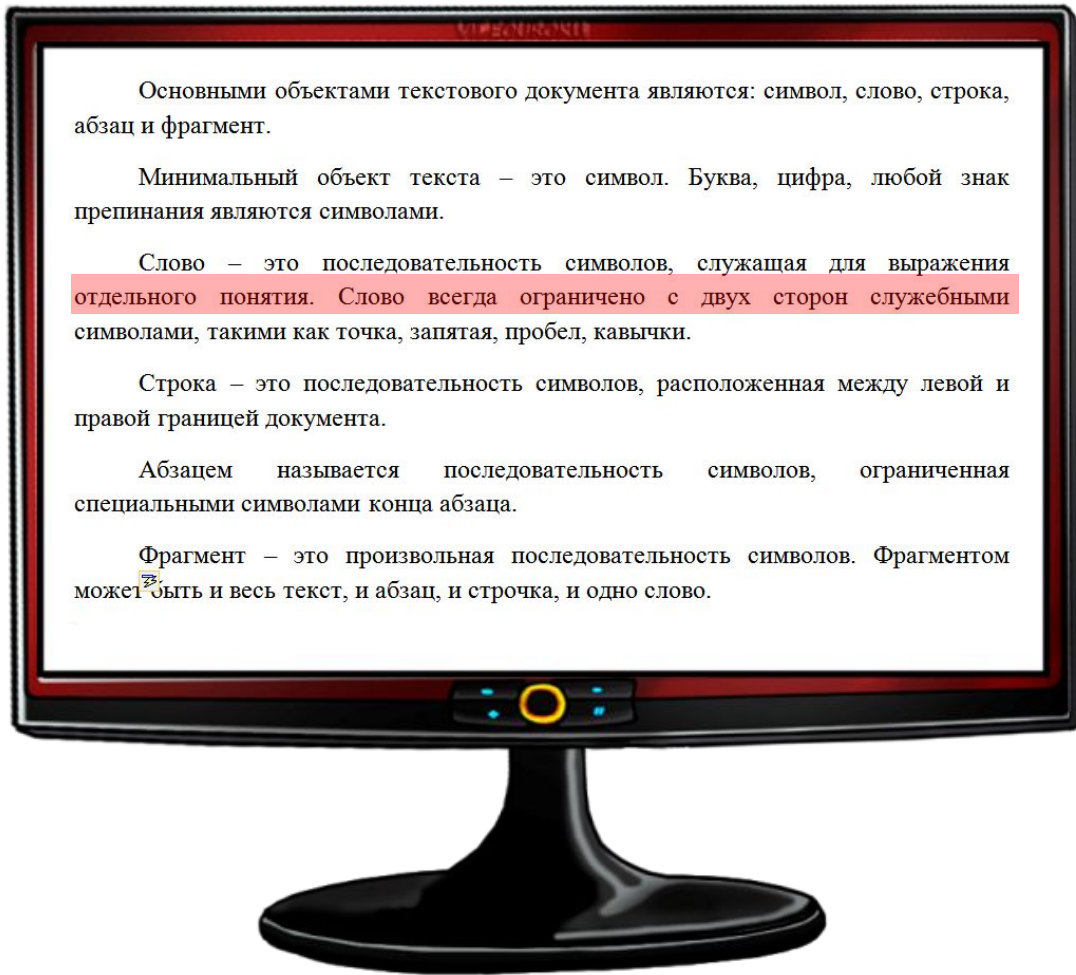 Основными объектами текстового документа являются: символ, слово, строка,
абзац и фрагмент.
Минимальный объект текста – это символ. Буква, цифра, любой знак
препинания являются символами.
Слово – это последовательность символов, служащая для выражения
отдельного понятия. Слово всегда ограничено с двух сторон служебными
символами, такими как точка, запятая, пробел, кавычки.
Строка – это последовательность символов, расположенная между левой и
правой границей документа.
Абзацем называется последовательность символов, ограниченная
специальными символами конца абзаца.
Фрагмент – это произвольная последовательность символов. Фрагментом
может быть и весь текст, и абзац, и строчка, и одно слово.